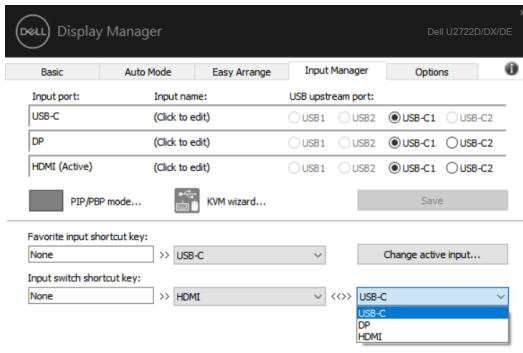 DELL Display Manager Dell U2722D/DX/DE
Basic Auto Mode Easy Arrange Input Manager Options
Input port: Input name: USB upstream port:
USB-C (Click to edit) USB1 USB2 USB-C1 USB-C2
DP (Click to edit) USB1 USB2 USB-C1 USB-C2
HDMI (Active) (Click to edit) USB1 USB2 USB-C1 USB-C2
PIP/PBP mode... KVM wizard... Save
Favorite input shortcut key:
None >> USB-C Change active input...
Input switch shortcut key:
None >> HDMI <<>> USB-C
USB-C
DP
HDMI